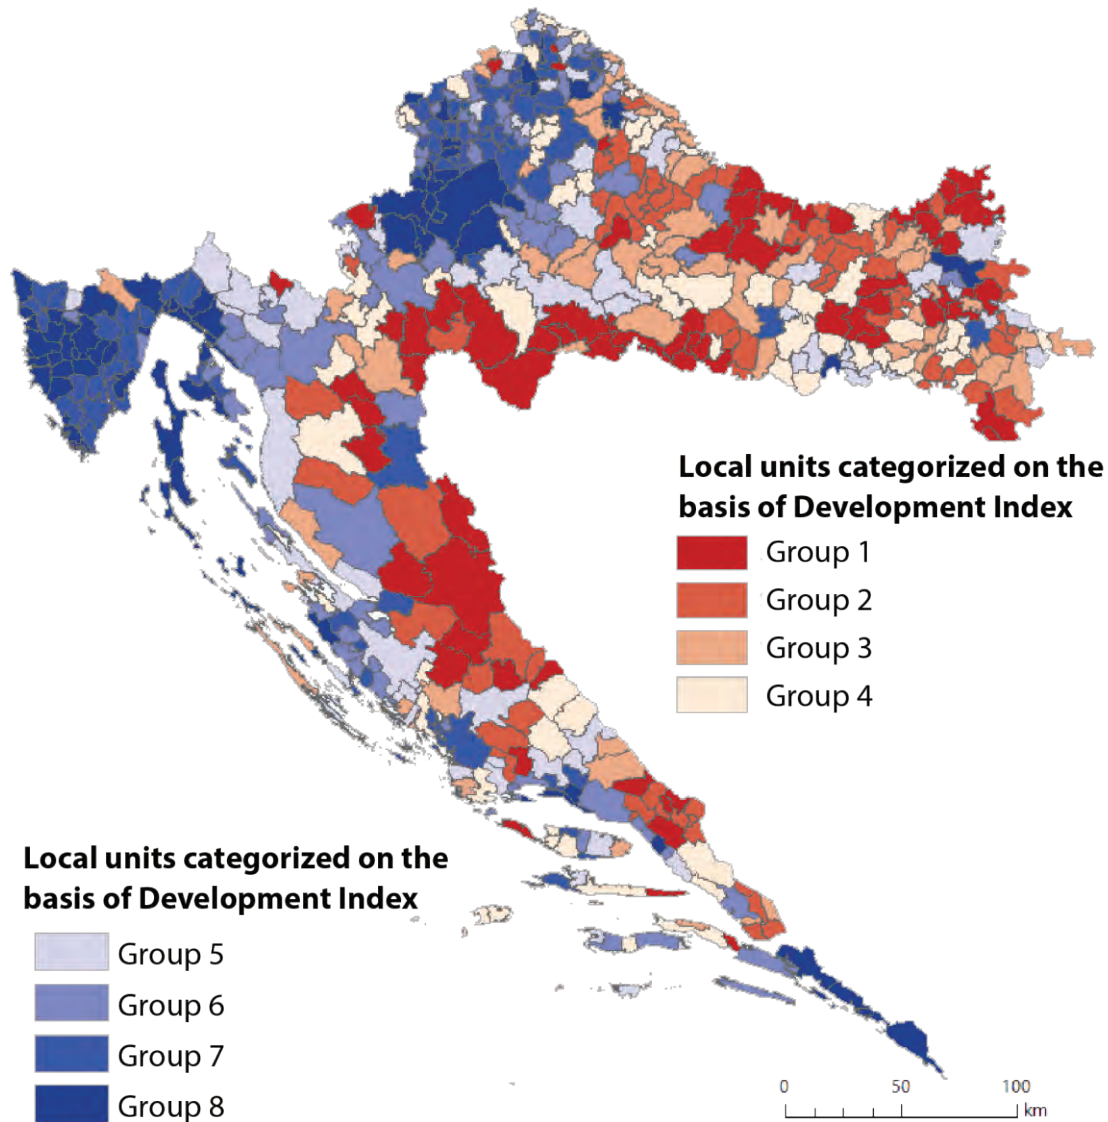 Local units categorized on the
basis of Development Index
Group 1
Group 2
Group 3
Group 4
Local units categorized on the
basis of Development Index
Group 5
Group 6
Group 7
Group 8
0 50 100
km